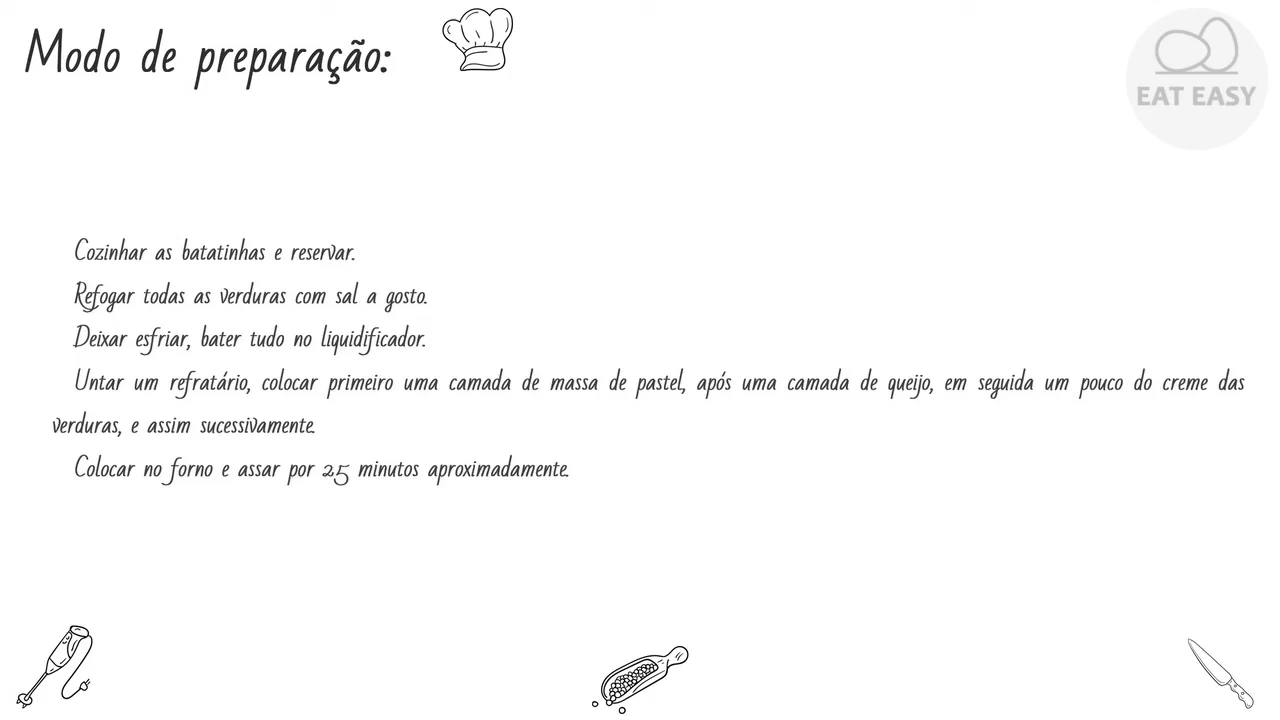 Modo de preparação:
EAT EASY
Cozinhar as batatinhas e reservar.
Refogar todas as verduras com sal a gosto.
Deixar esfriar, bater tudo no liquidificador.
Untar um refratário, colocar primeiro uma camada de massa de pastel, após uma camada de queijo, em seguida um pouco do creme das
verduras, e assim sucessivamente.
Colocar no forno e assar por 25 minutos aproximadamente.